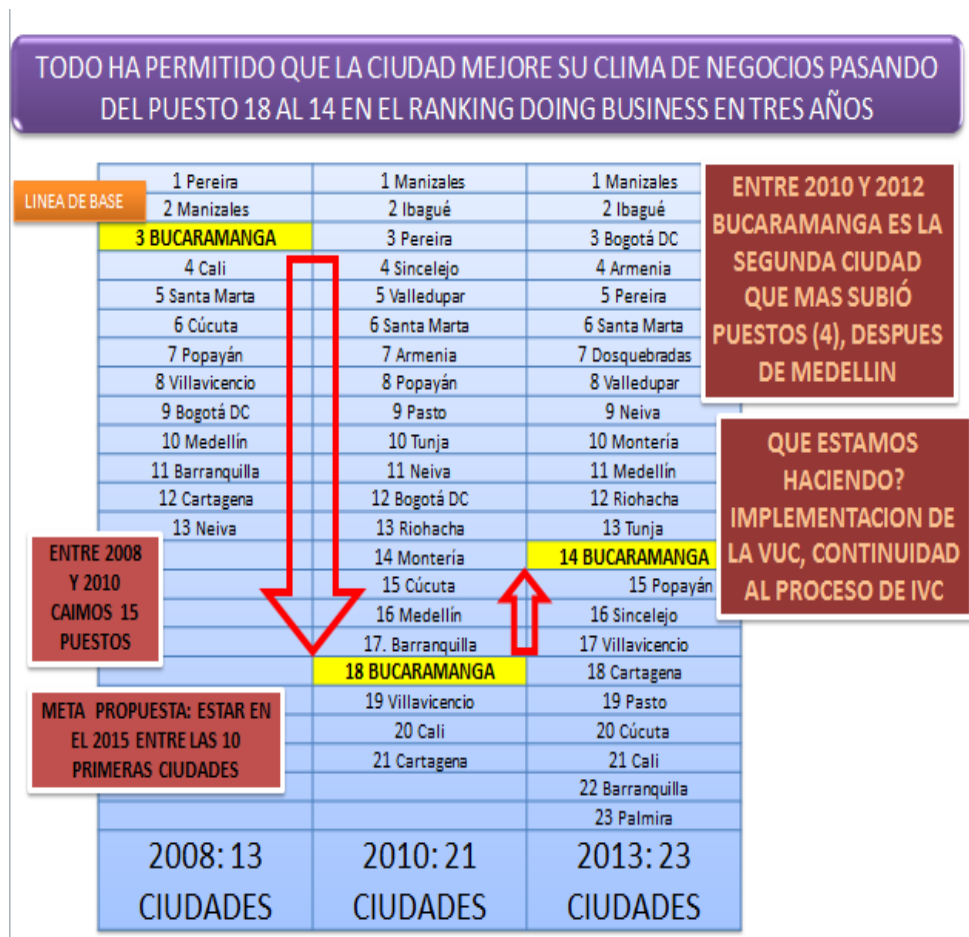 TODO HA PERMITIDO QUE LA CIUDAD MEJORE SU CLIMA DE NEGOCIOS PASANDO
DEL PUESTO 18 AL 14 EN EL RANKING DOING BUSINESS EN TRES AÑOS
LINEA DE BASE
1 Pereira
2 Manizales
3 BUCARAMANGA
4 Cali
5 Santa Marta
6 Cúcuta
7 Popayán
8 Villavicencio
9 Bogotá DC
10 Medellín
11 Barranquilla
12 Cartagena
13 Neiva
2008: 13
CIUDADES
1 Manizales
2 Ibagué
3 Pereira
4 Sincelejo
5 Valledupar
6 Santa Marta
7 Armenia
8 Popayán
9 Pasto
10 Tunja
11 Neiva
12 Bogotá DC
13 Riohacha
14 Montería
15 Cúcuta
16 Medellín
17. Barranquilla
18 BUCARAMANGA
19 Villavicencio
20 Cali
21 Cartagena
2010: 21
CIUDADES
1 Manizales
2 Ibagué
3 Bogotá DC
4 Armenia
5 Pereira
6 Santa Marta
7 Dosquebradas
8 Valledupar
9 Neiva
10 Montería
11 Medellín
12 Riohacha
13 Tunja
14 BUCARAMANGA
15 Popayán
16 Sincelejo
17 Villavicencio
18 Cartagena
19 Pasto
20 Cúcuta
21 Cali
22 Barranquilla
23 Palmira
2013: 23
CIUDADES
ENTRE 2008
Y 2010
CAIMOS 15
PUESTOS
META PROPUESTA: ESTAR EN
EL 2015 ENTRE LAS 10
PRIMERAS CIUDADES
ENTRE 2010 Y 2012
BUCARAMANGA ES LA
SEGUNDA CIUDAD
QUE MAS SUBIÓ
PUESTOS (4), DESPUES
DE MEDELLIN
QUE ESTAMOS
HACIENDO?
IMPLEMENTACION DE
LA VUC, CONTINUIDAD
AL PROCESO DE IVC